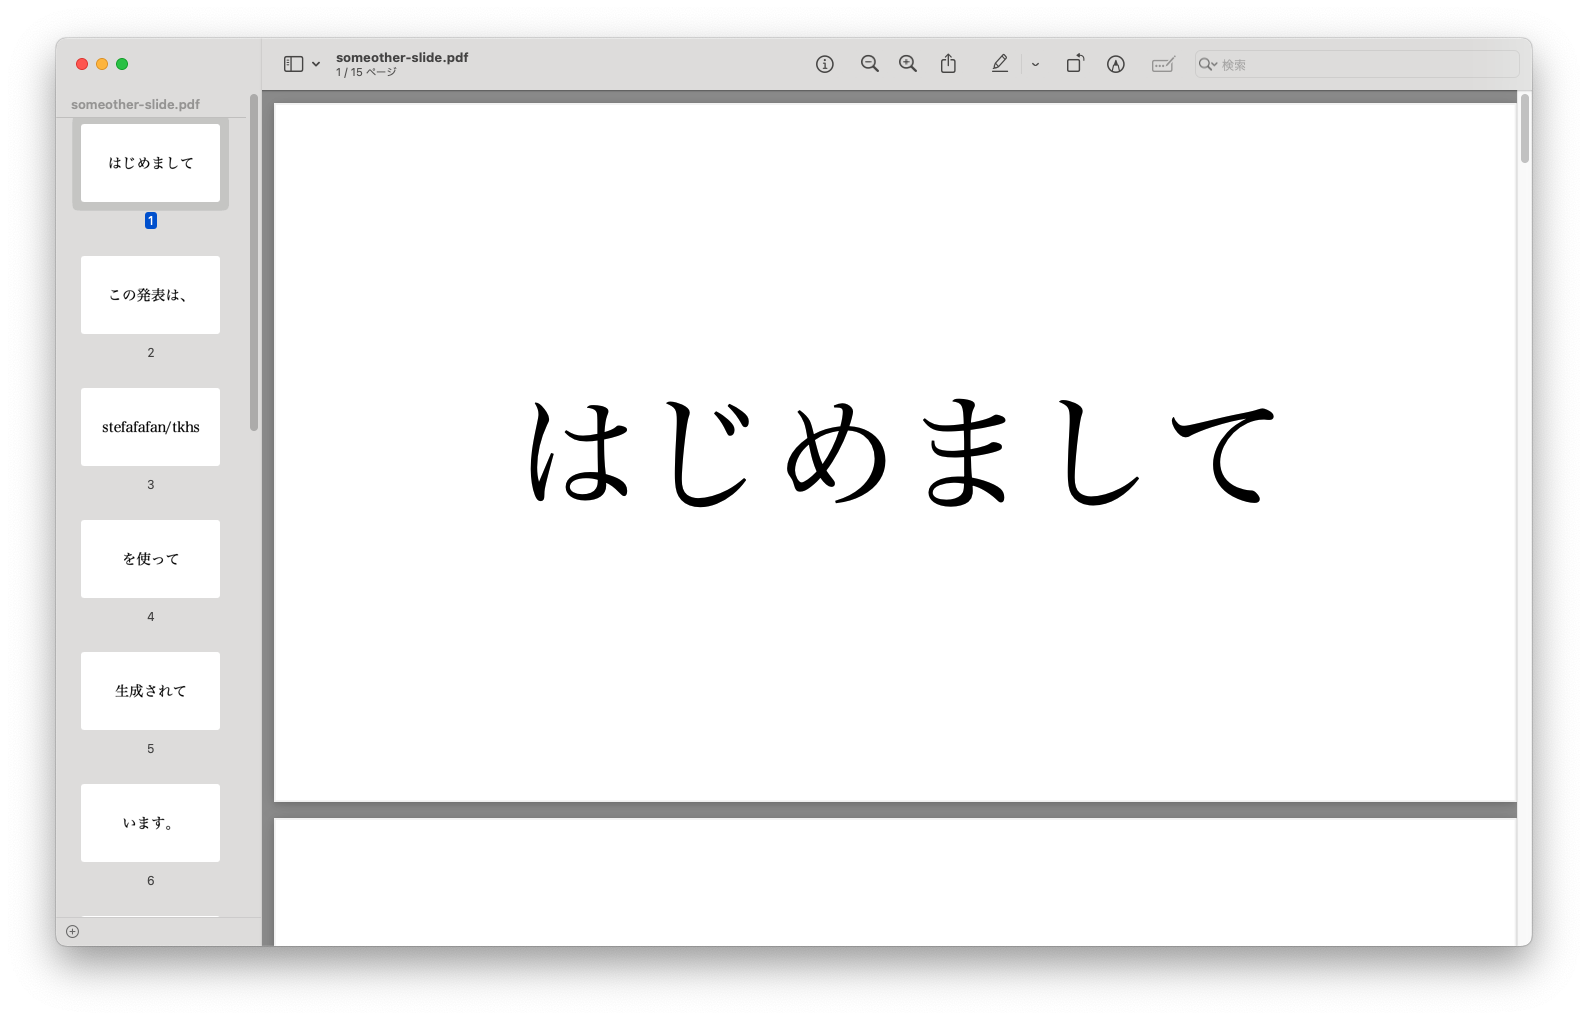 someother-slide.pdf
1 / 15 ページ
検索
someother-slide.pdf
はじめまして
1
この発表は、
2
stefafafan/tkhs
3
を使って
4
生成されて
5
います。
6
はじめまして